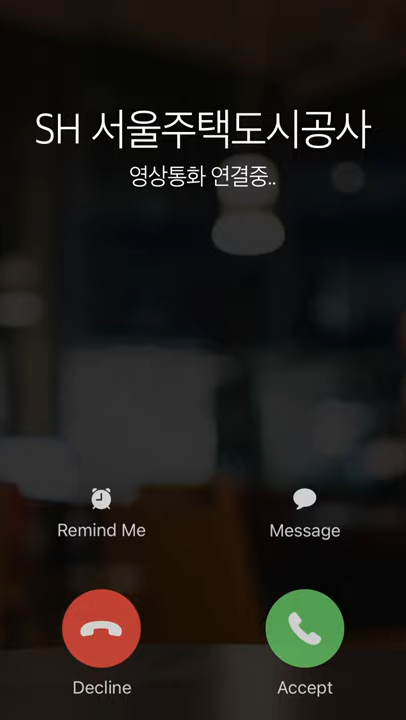 SH 서울주택도시공사
영상통화 연결중..
Remind Me
Message
Decline
Accept